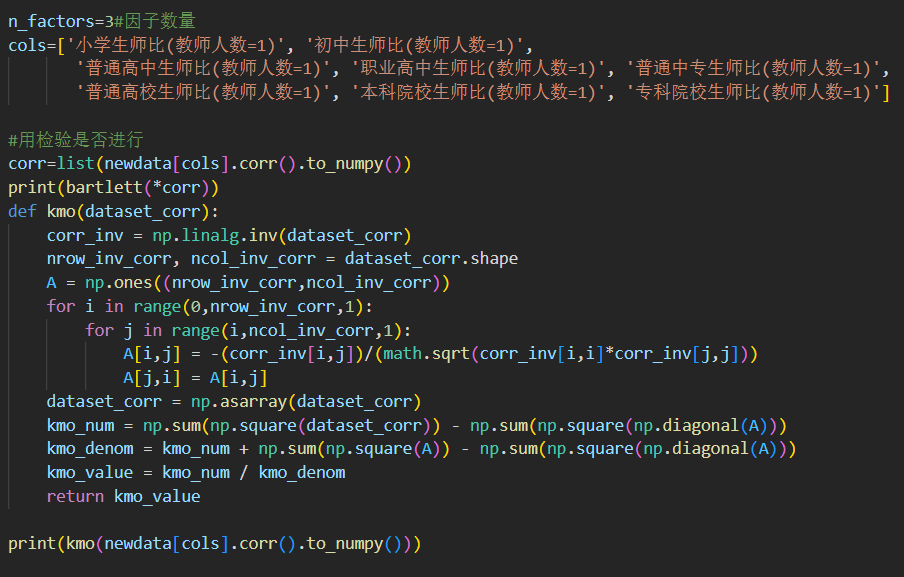 n_factors=3#因子数量
cols=['小学生师比(教师人数=1)', '初中生师比(教师人数=1)',
'普通高中生师比(教师人数=1)', '职业高中生师比(教师人数=1)', '普通中专生师比(教师人数=1)',
'普通高校生师比(教师人数=1)', '本科院校生师比(教师人数=1)', '专科院校生师比(教师人数=1)']
#用检验是否进行
corr=list(newdata[cols].corr().to_numpy())
print(bartlett(*corr))
def kmo(dataset_corr):
corr_inv = np.linalg.inv(dataset_corr)
nrow_inv_corr, ncol_inv_corr = dataset_corr.shape
A = np.ones((nrow_inv_corr,ncol_inv_corr))
for i in range(0,nrow_inv_corr,1):
for j in range(i,ncol_inv_corr,1):
A[i,j] = -(corr_inv[i,j])/(math.sqrt(corr_inv[i,i]*corr_inv[j,j]))
A[j,i] = A[i,j]
dataset_corr = np.asarray(dataset_corr)
kmo_num = np.sum(np.square(dataset_corr)) - np.sum(np.square(np.diagonal(A)))
kmo_denom = kmo_num + np.sum(np.square(A)) - np.sum(np.square(np.diagonal(A)))
kmo_value = kmo_num / kmo_denom
return kmo_value
print(kmo(newdata[cols].corr().to_numpy()))